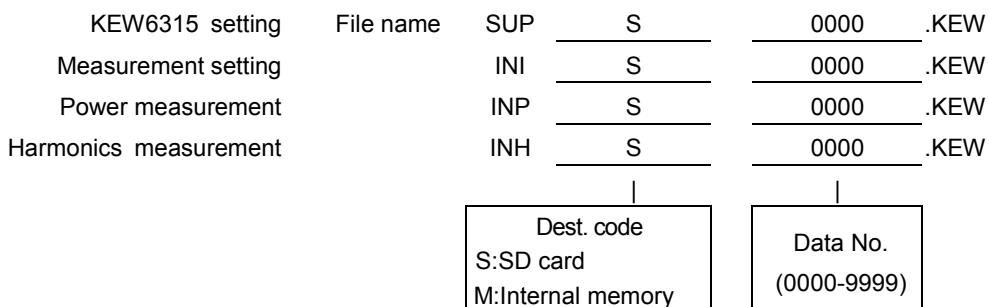 KEW6315 setting File name SUP S 0000 .KEW
Measurement setting INI S 0000 .KEW
Power measurement INP S 0000 .KEW
Harmonics measurement INH S 0000 .KEW
| |
Dest. code
S:SD card
M:Internal memory
Data No.
(0000-9999)